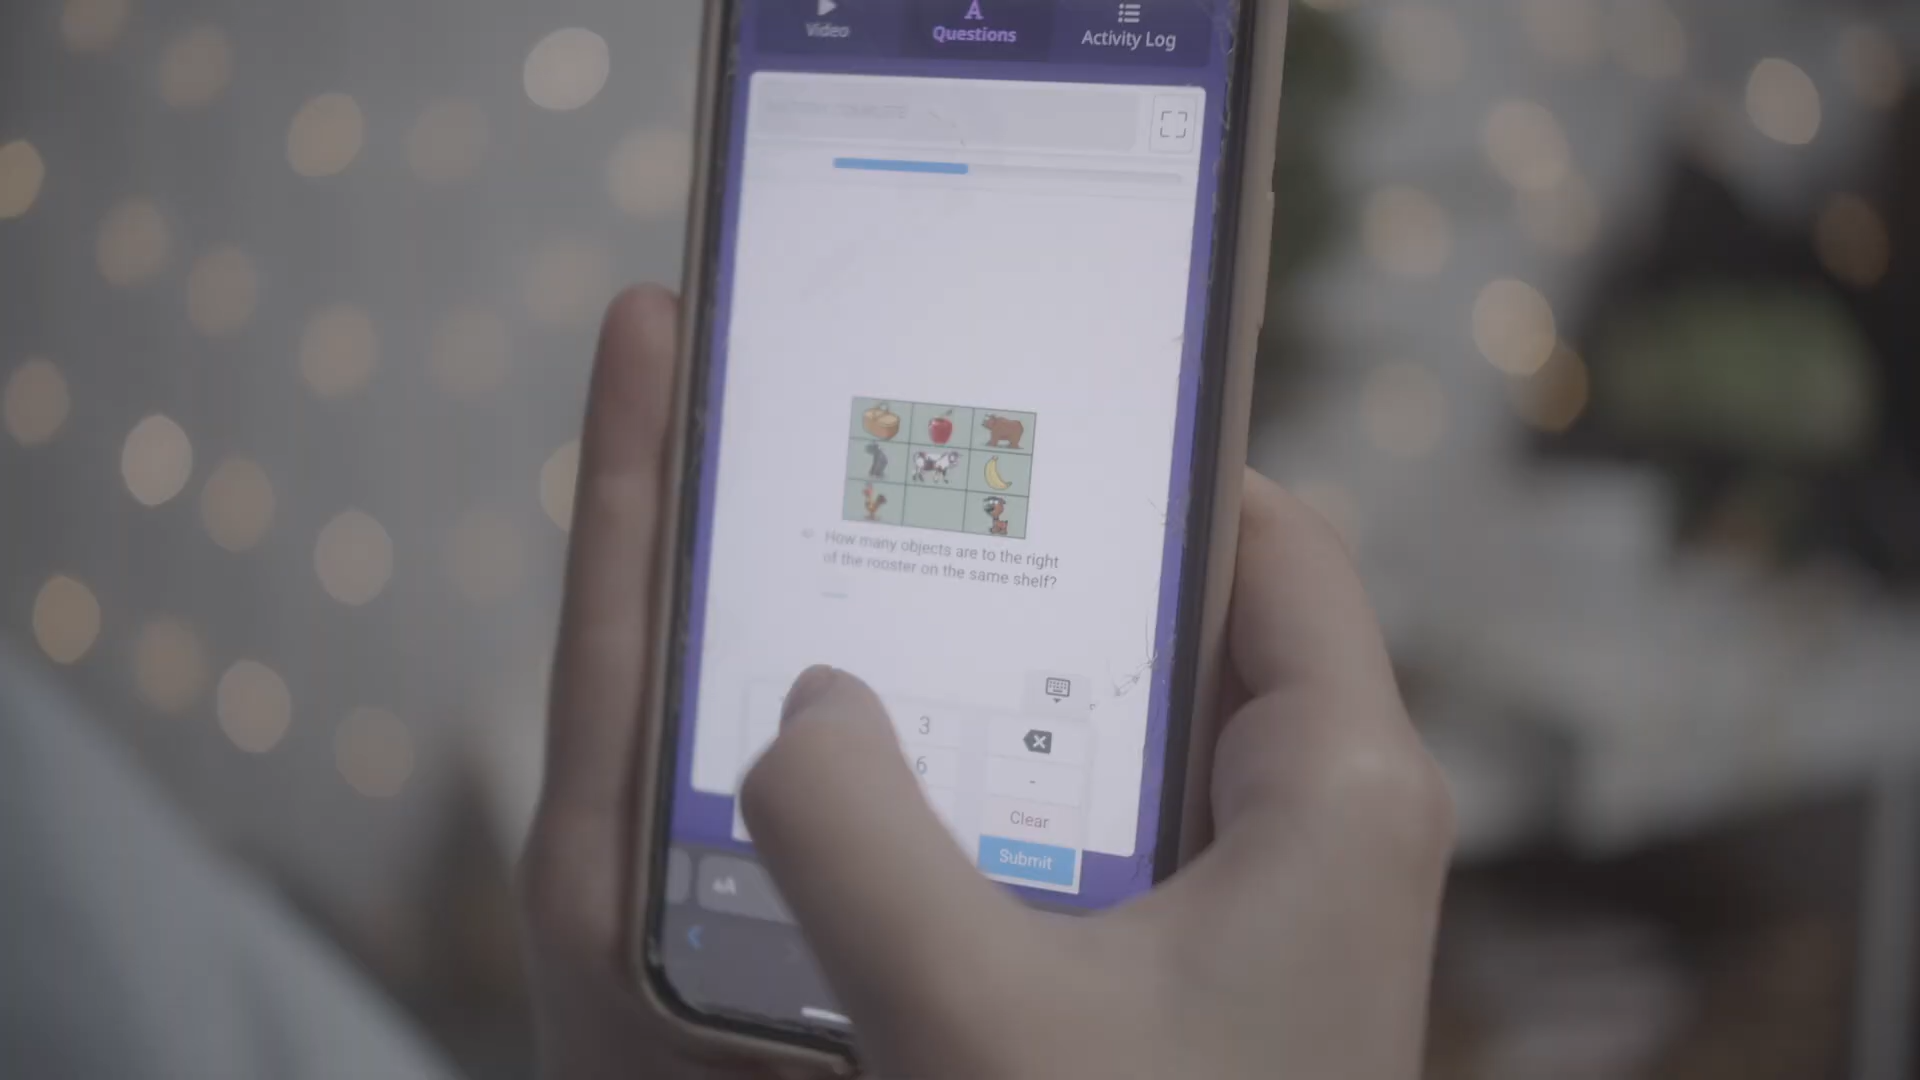 Video
A
Questions
Activity Log
How many objects are to the right
of the rooster on the same shelf?
3
6
-
Clear
Submit
AA